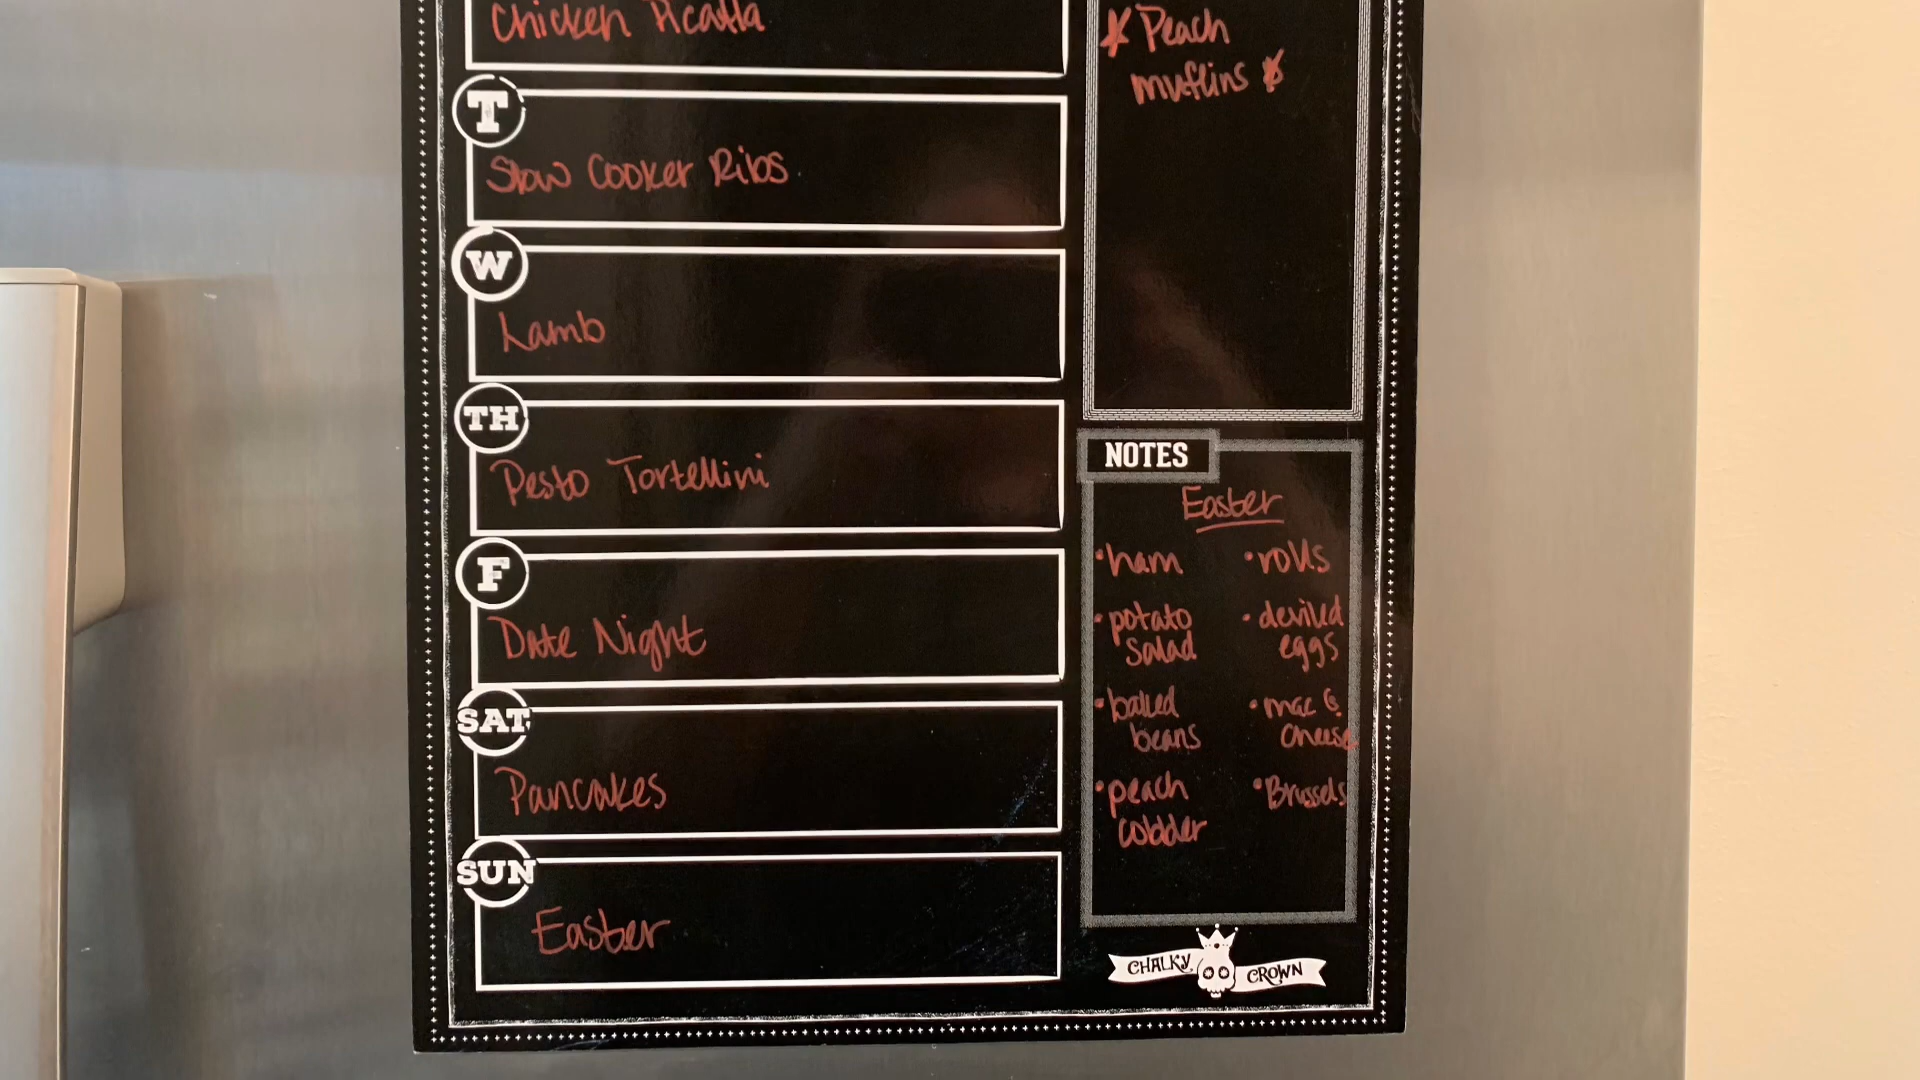 Chicken Picatta
T
Slow Cooker Ribs
W
Lamb
TH
Pesto Tortellini
F
Date Night
SAT
Pancakes
SUN
Easter
Peach
muffins
NOTES
Easter
• ham
• rolls
• potato
salad
• deviled
eggs
• baked
beans
• mac &
cheese
• peach
cobbler
• Brussels
CHALKY CROWN